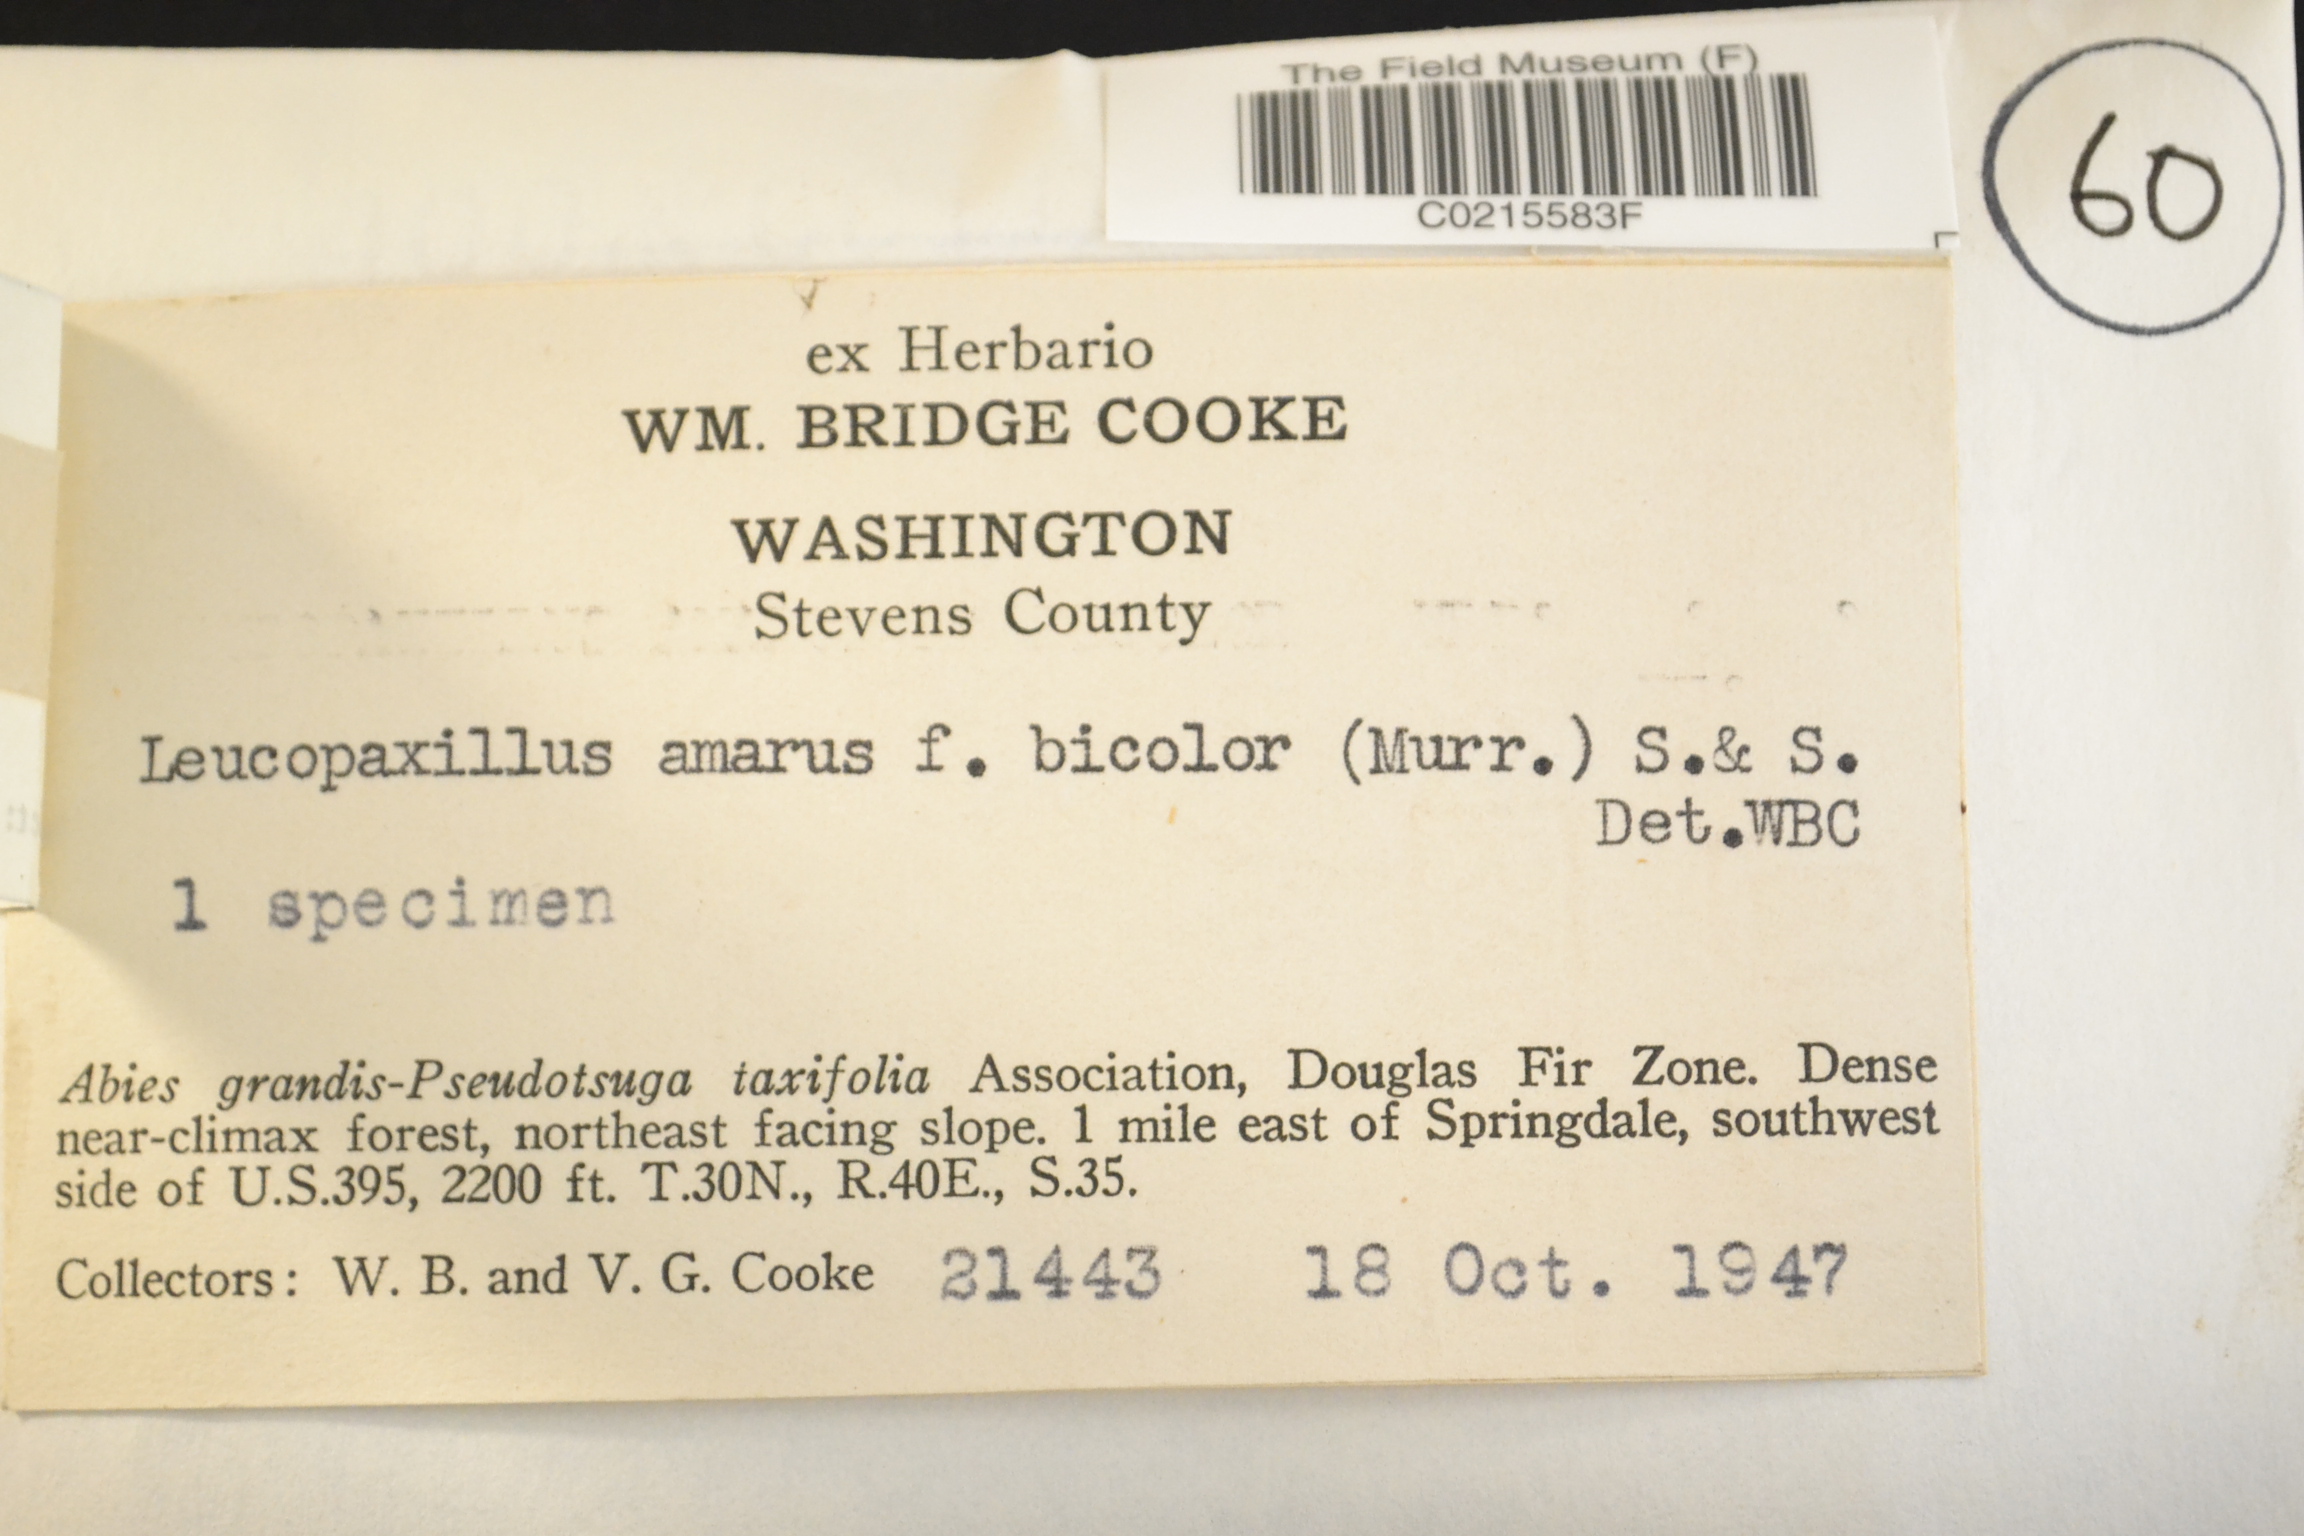 The Field Museum (F)
C0215583F
60
ex Herbario
WM. BRIDGE COOKE
WASHINGTON
Stevens County
Leucopaxillus amarus f. bicolor (Murr.) S.& S.
Det.WBC
1 specimen
Abies grandis-Pseudotsuga taxifolia Association, Douglas Fir Zone. Dense
near-climax forest, northeast facing slope. 1 mile east of Springdale, southwest
side of U.S.395, 2200 ft. T.30N., R.40E., S.35.
Collectors: W. B. and V. G. Cooke 21443 18 Oct. 1947